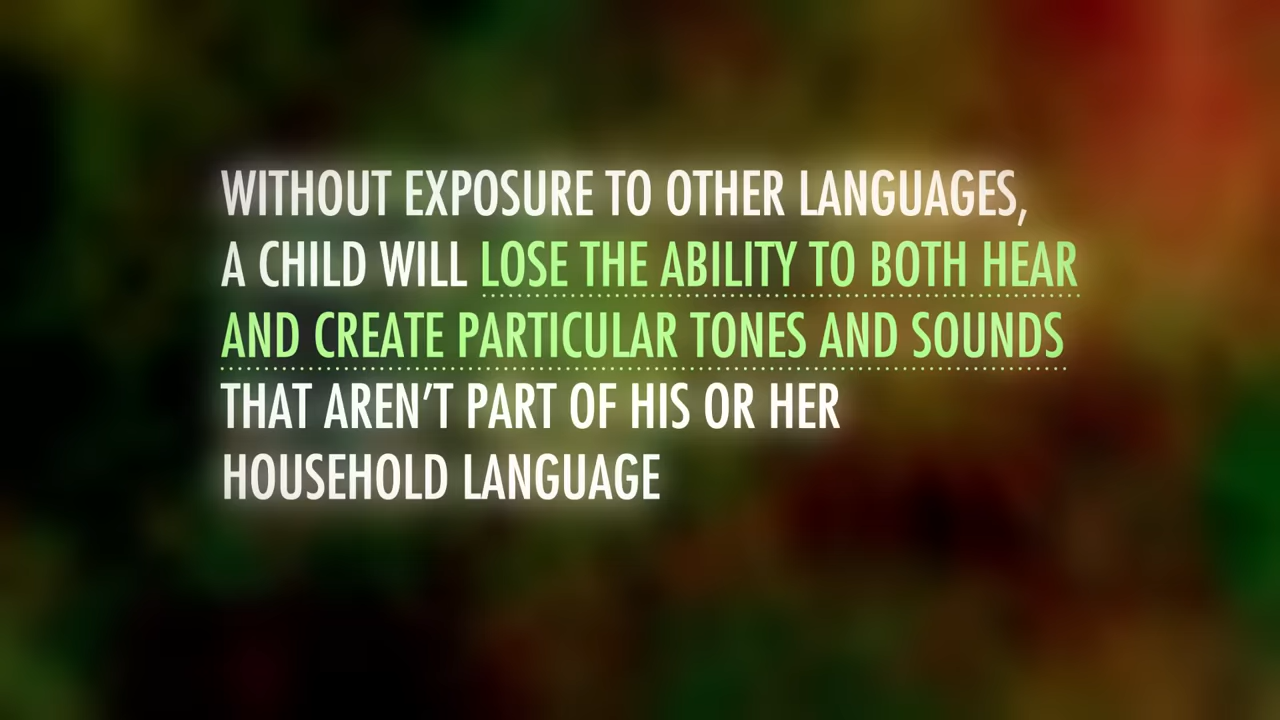 WITHOUT EXPOSURE TO OTHER LANGUAGES,
A CHILD WILL LOSE THE ABILITY TO BOTH HEAR
AND CREATE PARTICULAR TONES AND SOUNDS
THAT AREN’T PART OF HIS OR HER
HOUSEHOLD LANGUAGE